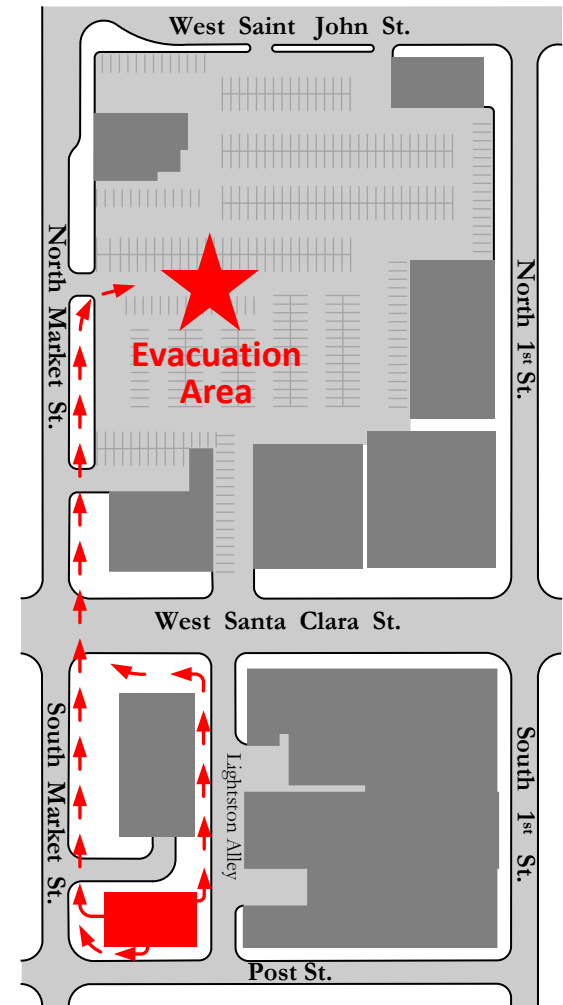 West Saint John St.
North Market St.
North 1st St.
Evacuation
Area
West Santa Clara St.
South Market St.
Lightston Alley
South 1st St.
Post St.